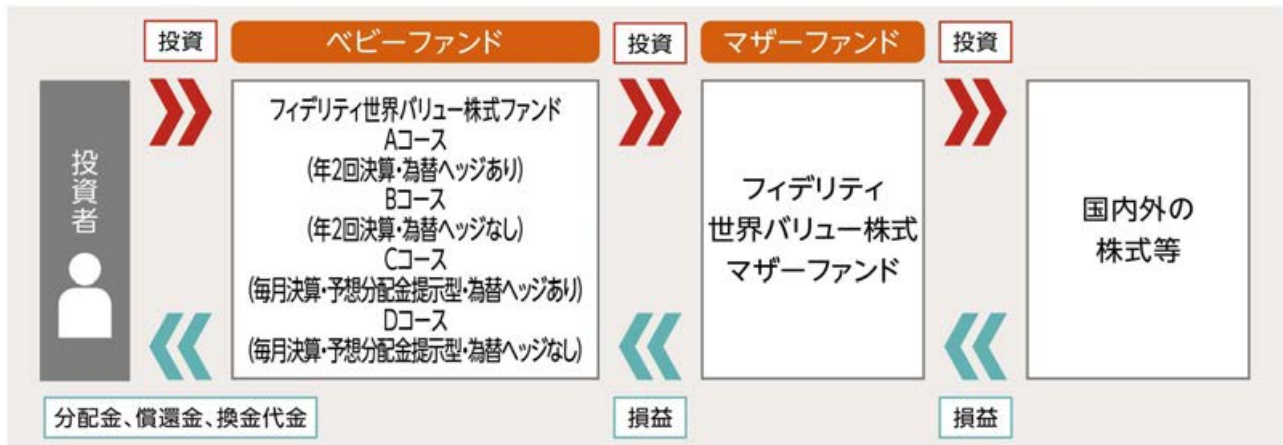 投資
ベビーファンド
投資
マザーファンド
投資
投資者
フィデリティ世界バリュー株式ファンド
Aコース
(年2回決算・為替ヘッジあり)
Bコース
(年2回決算・為替ヘッジなし)
Cコース
(毎月決算・予想分配金提示型・為替ヘッジあり)
Dコース
(毎月決算・予想分配金提示型・為替ヘッジなし)
フィデリティ
世界バリュー株式
マザーファンド
国内外の
株式等
分配金、償還金、換金代金
損益
損益